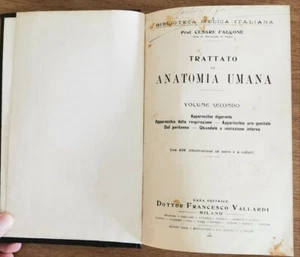 BIBLIOTECA MEDICA ITALIANA
Prof. CESARE FALCONE
TRATTATO
DI
ANATOMIA UMANA
VOLUME SECONDO
Apparecchio digerente
Apparecchio della respirazione — Apparecchio uro-genitale
Del peritoneo — Ghiandole a secrezione interna
CASA EDITRICE
DOTTOR FRANCESCO VALLARDI
MILANO